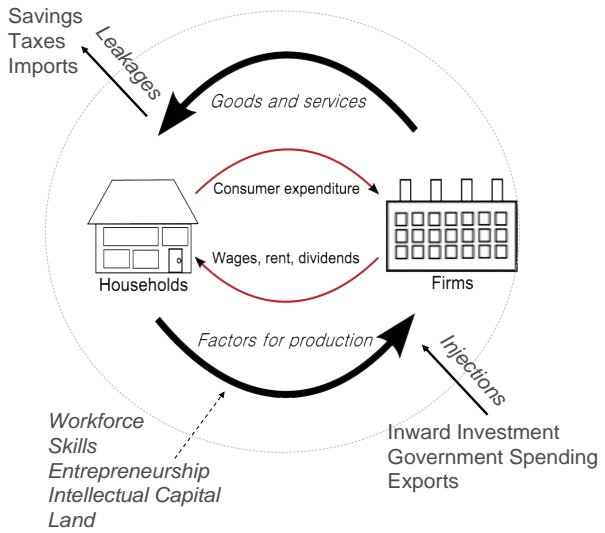 Savings
Taxes
Imports
Leakages
Goods and services
Consumer expenditure
Wages, rent, dividends
Households
Firms
Factors for production
Injections
Workforce
Skills
Entrepreneurship
Intellectual Capital
Land
Inward Investment
Government Spending
Exports